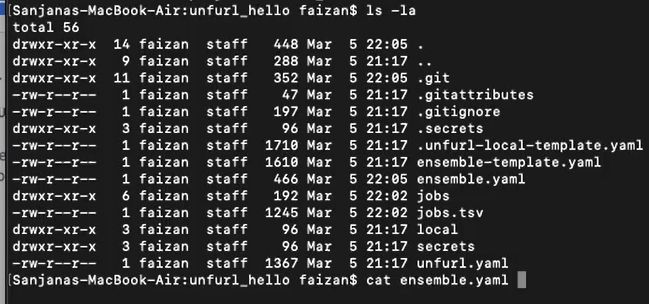 [Sanjanas-MacBook-Air:unfurl_hello faizan$ ls -la
total 56
drwxr-xr-x 14 faizan staff 448 Mar 5 22:05 .
drwxr-xr-x 9 faizan staff 288 Mar 5 21:17 ..
drwxr-xr-x 11 faizan staff 352 Mar 5 22:05 .git
-rw-r--r-- 1 faizan staff 47 Mar 5 21:17 .gitattributes
-rw-r--r-- 1 faizan staff 197 Mar 5 21:17 .gitignore
drwxr-xr-x 3 faizan staff 96 Mar 5 21:17 .secrets
-rw-r--r-- 1 faizan staff 1710 Mar 5 21:17 .unfurl-local-template.yaml
-rw-r--r-- 1 faizan staff 1610 Mar 5 21:17 ensemble-template.yaml
-rw-r--r-- 1 faizan staff 466 Mar 5 22:05 ensemble.yaml
drwxr-xr-x 6 faizan staff 192 Mar 5 22:02 jobs
-rw-r--r-- 1 faizan staff 1245 Mar 5 22:02 jobs.tsv
drwxr-xr-x 3 faizan staff 96 Mar 5 21:17 local
drwxr-xr-x 3 faizan staff 96 Mar 5 21:17 secrets
-rw-r--r-- 1 faizan staff 1367 Mar 5 21:17 unfurl.yaml
[Sanjanas-MacBook-Air:unfurl_hello faizan$ cat ensemble.yaml